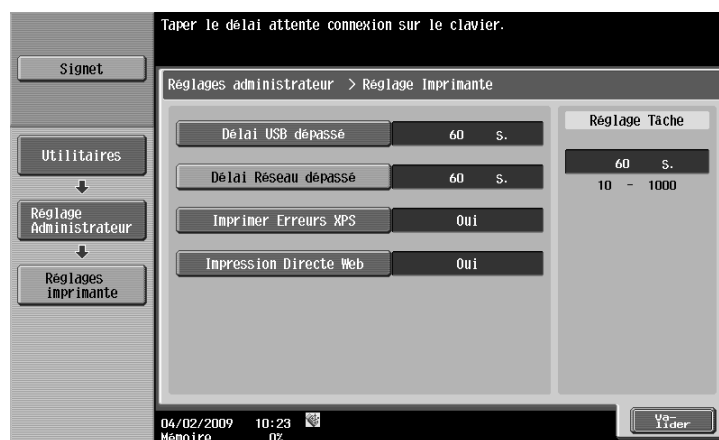 Taper le délai attente connexion sur le clavier.
Signet
Réglages administrateur > Réglage Imprimante
Utilitaires
Réglage
Administrateur
Réglages
imprimante
Délai USB dépassé 60 S.
Délai Réseau dépassé 60 S.
Imprimer Erreurs XPS Oui
Impression Directe Web Oui
Réglage Tâche
60 S.
10 - 1000
04/02/2009 10:23
Mémoire 0%
Va-
lider